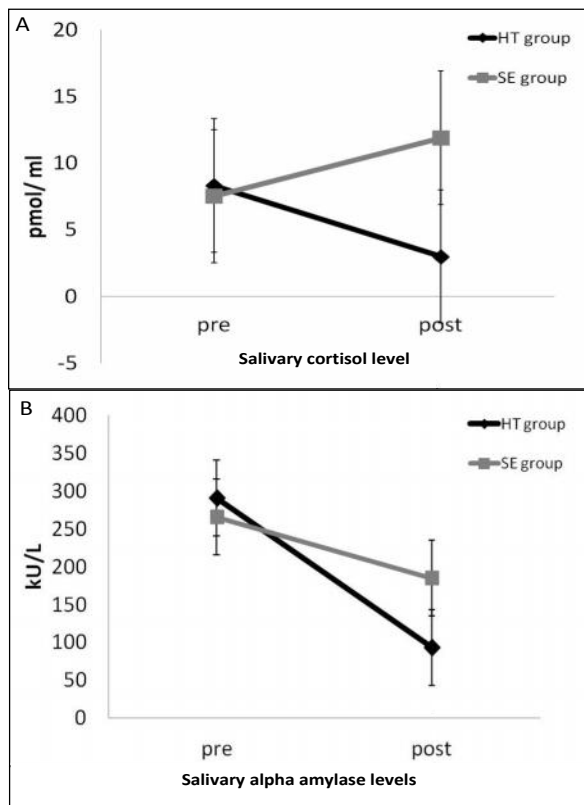 A
20
15
10
5
0
-5
pmol/ml
HT group
SE group
pre post
Salivary cortisol level
B
400
350
300
250
200
150
100
50
0
kU/L
HT group
SE group
pre post
Salivary alpha amylase levels